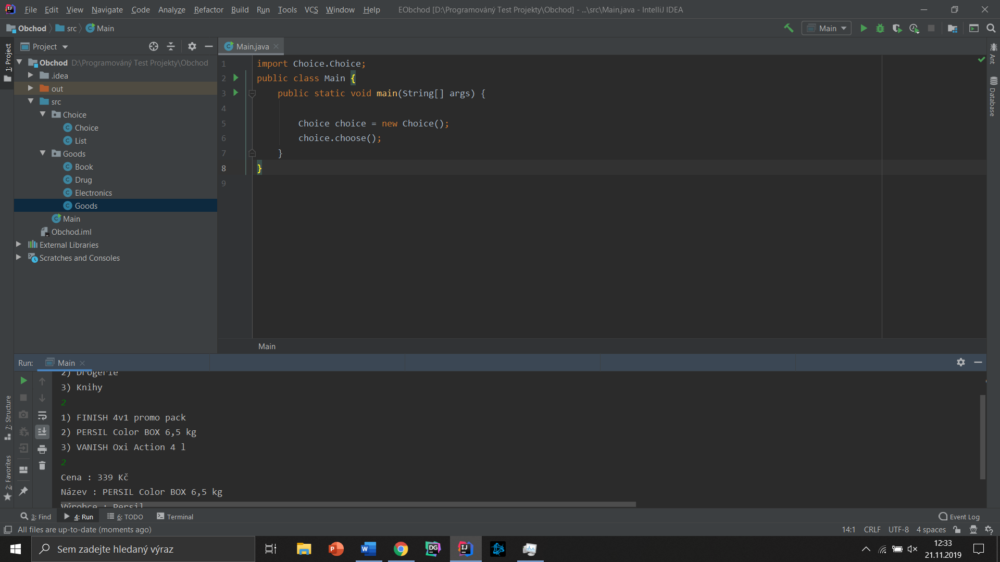 File Edit View Navigate Code Analyze Refactor Build Run Tools VCS Window Help EObchod [D:\Programováný Test Projekty\Obchod] - ...\src\Main.java - IntelliJ IDEA
Obchod src Main
Main
1: Project
Project
Main.java
Obchod D:\Programováný Test Projekty\Obchod
.idea
out
src
Choice
Choice
List
Goods
Book
Drug
Electronics
Goods
Main
Obchod.iml
External Libraries
Scratches and Consoles
1 import Choice.Choice;
2 public class Main {
3 public static void main(String[] args) {
4
5 Choice choice = new Choice();
6 choice.choose();
7 }
8 }
9
Main
Ant
Database
Run: Main
2) Drogerie
3) Knihy
2
1) FINISH 4v1 promo pack
2) PERSIL Color BOX 6,5 kg
3) VANISH Oxi Action 4 l
2
Cena : 339 Kč
Název : PERSIL Color BOX 6,5 kg
Výrobce : Persil
7: Structure
2: Favorites
3: Find 4: Run 6: TODO Terminal Event Log
All files are up-to-date (moments ago) 14:1 CRLF UTF-8 4 spaces
Sem zadejte hledaný výraz
12:33
21.11.2019